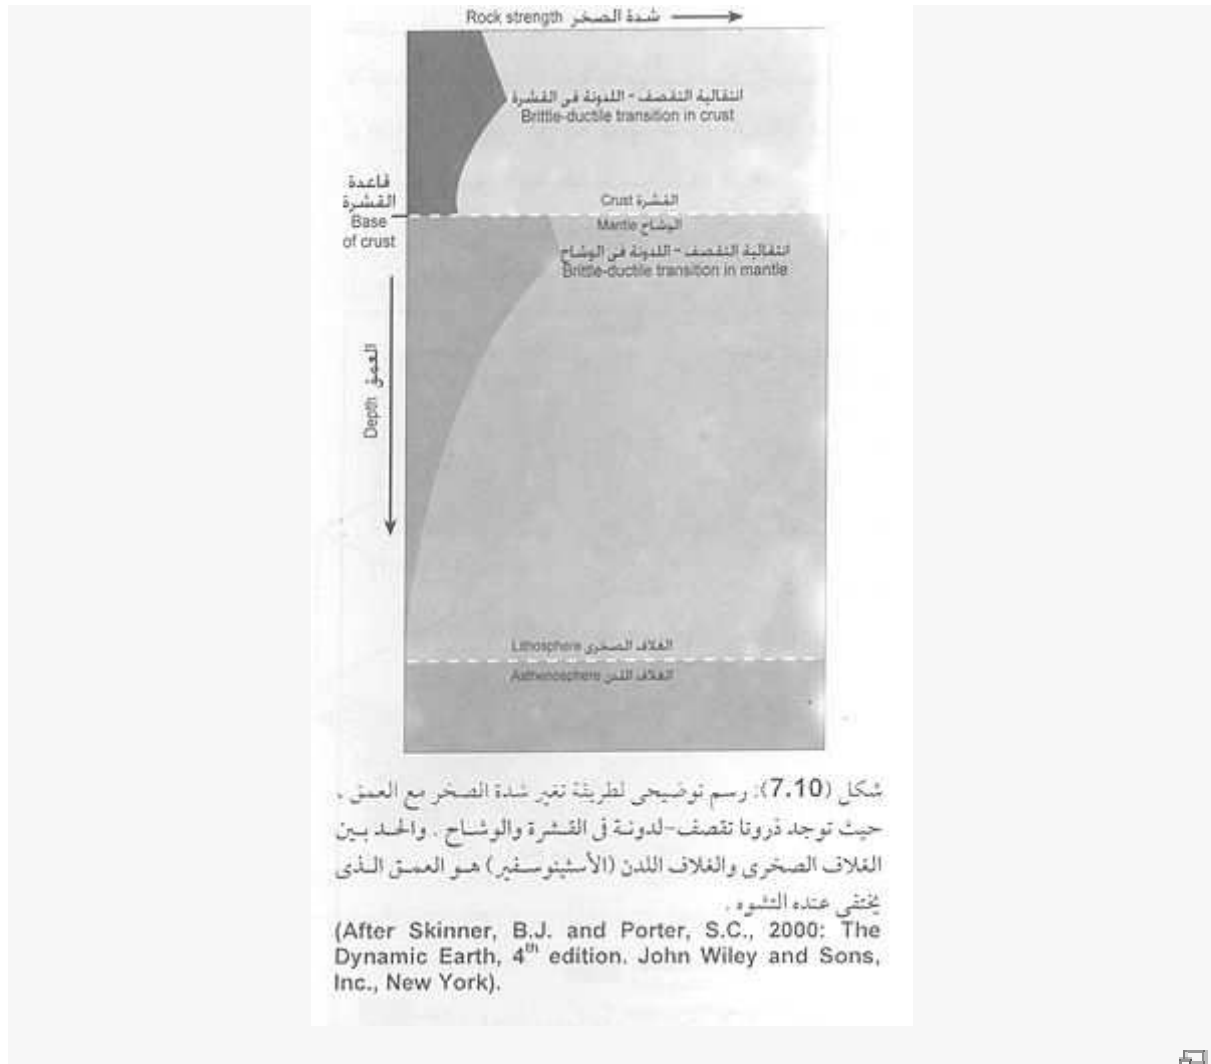 Rock strength شدة الصخر
انتقالية التقصف - اللدونة فى القشرة
Brittle-ductile transition in crust
قاعدة
القشرة
Base
of crust
Crust القشرة
Mantle الوشاح
انتقالية التقصف - اللدونة فى الوشاح
Brittle-ductile transition in mantle
Depth العمق
Lithosphere الغلاف الصخرى
Asthenosphere الغلاف اللدن
شكل (7.10): رسم توضيحى لطريقة تغير شدة الصخر مع العمق ،
حيث توجد ذروتا تقصف-لدونة فى القشرة والوشاح . والحد بين
الغلاف الصخرى والغلاف اللدن (الأسثينوسفير) هو العمق الذى
يختفى عنده التشوه .
(After Skinner, B.J. and Porter, S.C., 2000: The
Dynamic Earth, 4th edition. John Wiley and Sons,
Inc., New York).